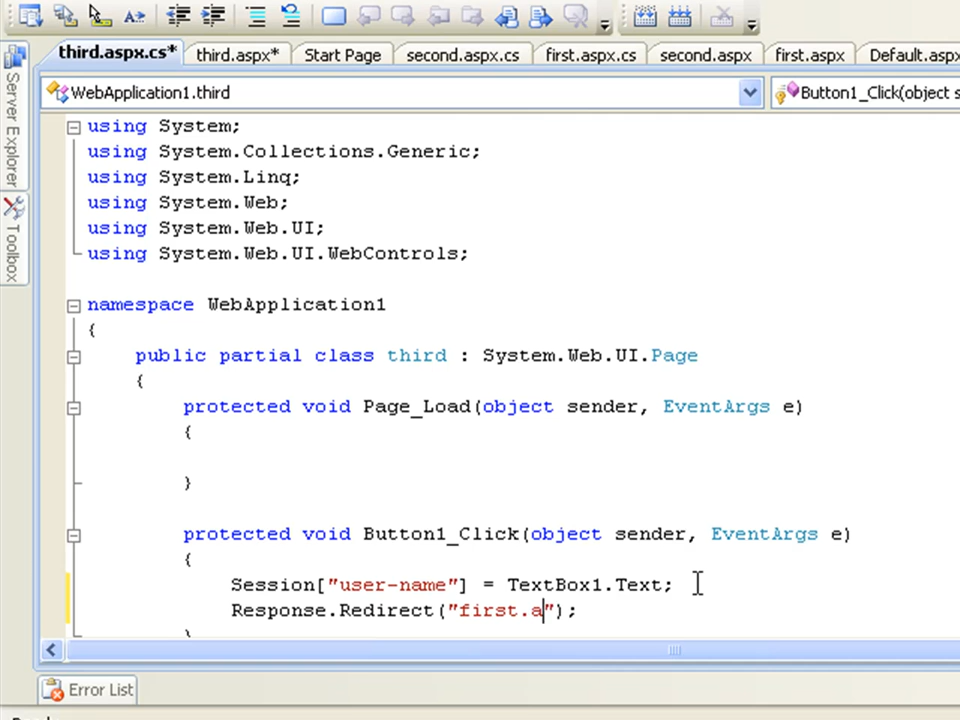 third.aspx.cs* third.aspx* Start Page second.aspx.cs first.aspx.cs second.aspx first.aspx Default.asp
WebApplication1.third Button1_Click(object s
Server Explorer
Toolbox
using System;
using System.Collections.Generic;
using System.Linq;
using System.Web;
using System.Web.UI;
using System.Web.UI.WebControls;
namespace WebApplication1
{
public partial class third : System.Web.UI.Page
{
protected void Page_Load(object sender, EventArgs e)
{
}
protected void Button1_Click(object sender, EventArgs e)
{
Session["user-name"] = TextBox1.Text;
Response.Redirect("first.a");
}
Error List